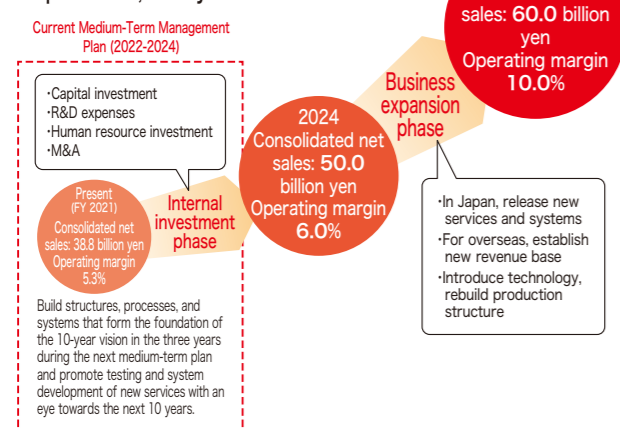 sales: 60.0 billion
yen
Operating margin
10.0%
Current Medium-Term Management
Plan (2022-2024)
・Capital investment
・R&D expenses
・Human resource investment
・M&A
Business
expansion
phase
2024
Consolidated net
sales: 50.0
billion yen
Operating margin
6.0%
Present
(FY 2021)
Consolidated net
sales: 38.8 billion yen
Operating margin
5.3%
Internal
investment
phase
・In Japan, release new
services and systems
・For overseas, establish
new revenue base
・Introduce technology,
rebuild production
structure
Build structures, processes, and
systems that form the foundation of
the 10-year vision in the three years
during the next medium-term plan
and promote testing and system
development of new services with an
eye towards the next 10 years.